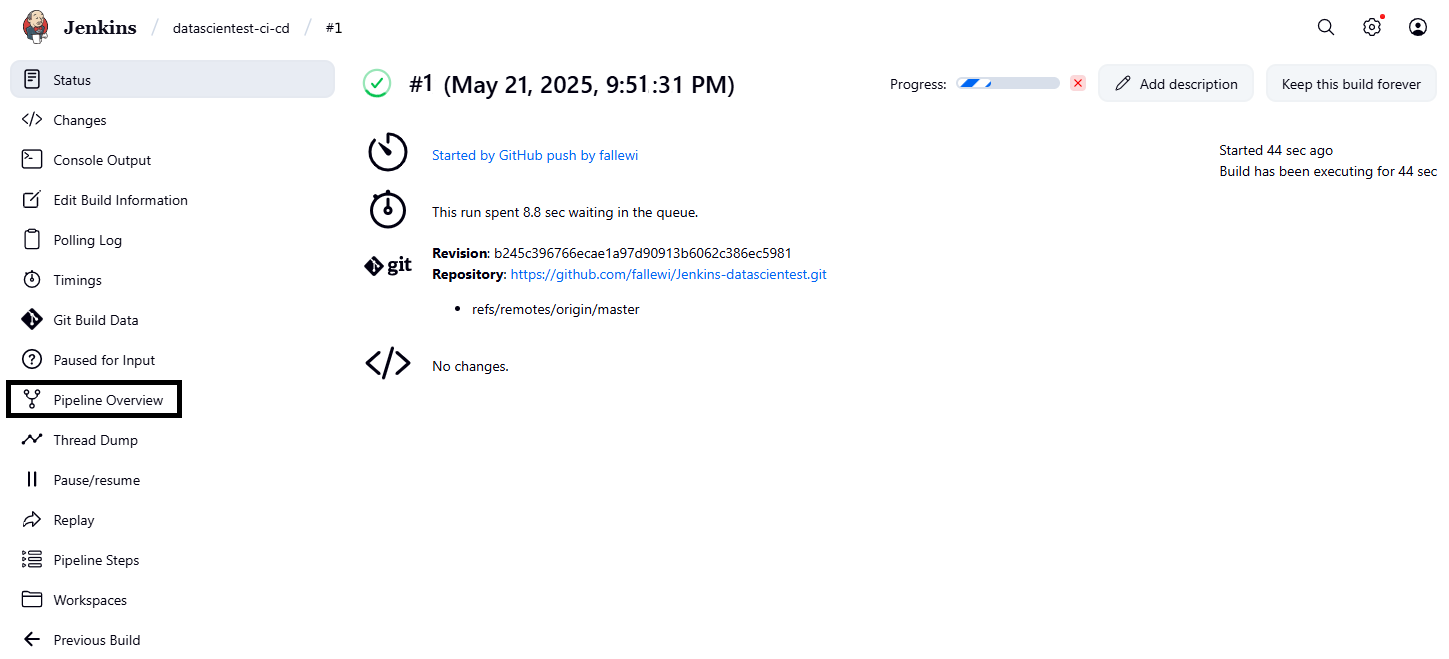 Jenkins / datascientest-ci-cd / #1
Status
Changes
Console Output
Edit Build Information
Polling Log
Timings
Git Build Data
Paused for Input
Pipeline Overview
Thread Dump
Pause/resume
Replay
Pipeline Steps
Workspaces
Previous Build
#1 (May 21, 2025, 9:51:31 PM)
Progress:
Add description
Keep this build forever
Started by GitHub push by fallewi
Started 44 sec ago
Build has been executing for 44 sec
This run spent 8.8 sec waiting in the queue.
git
Revision: b245c396766ecae1a97d90913b6062c386ec5981
Repository: https://github.com/fallewi/Jenkins-datascientest.git
• refs/remotes/origin/master
No changes.